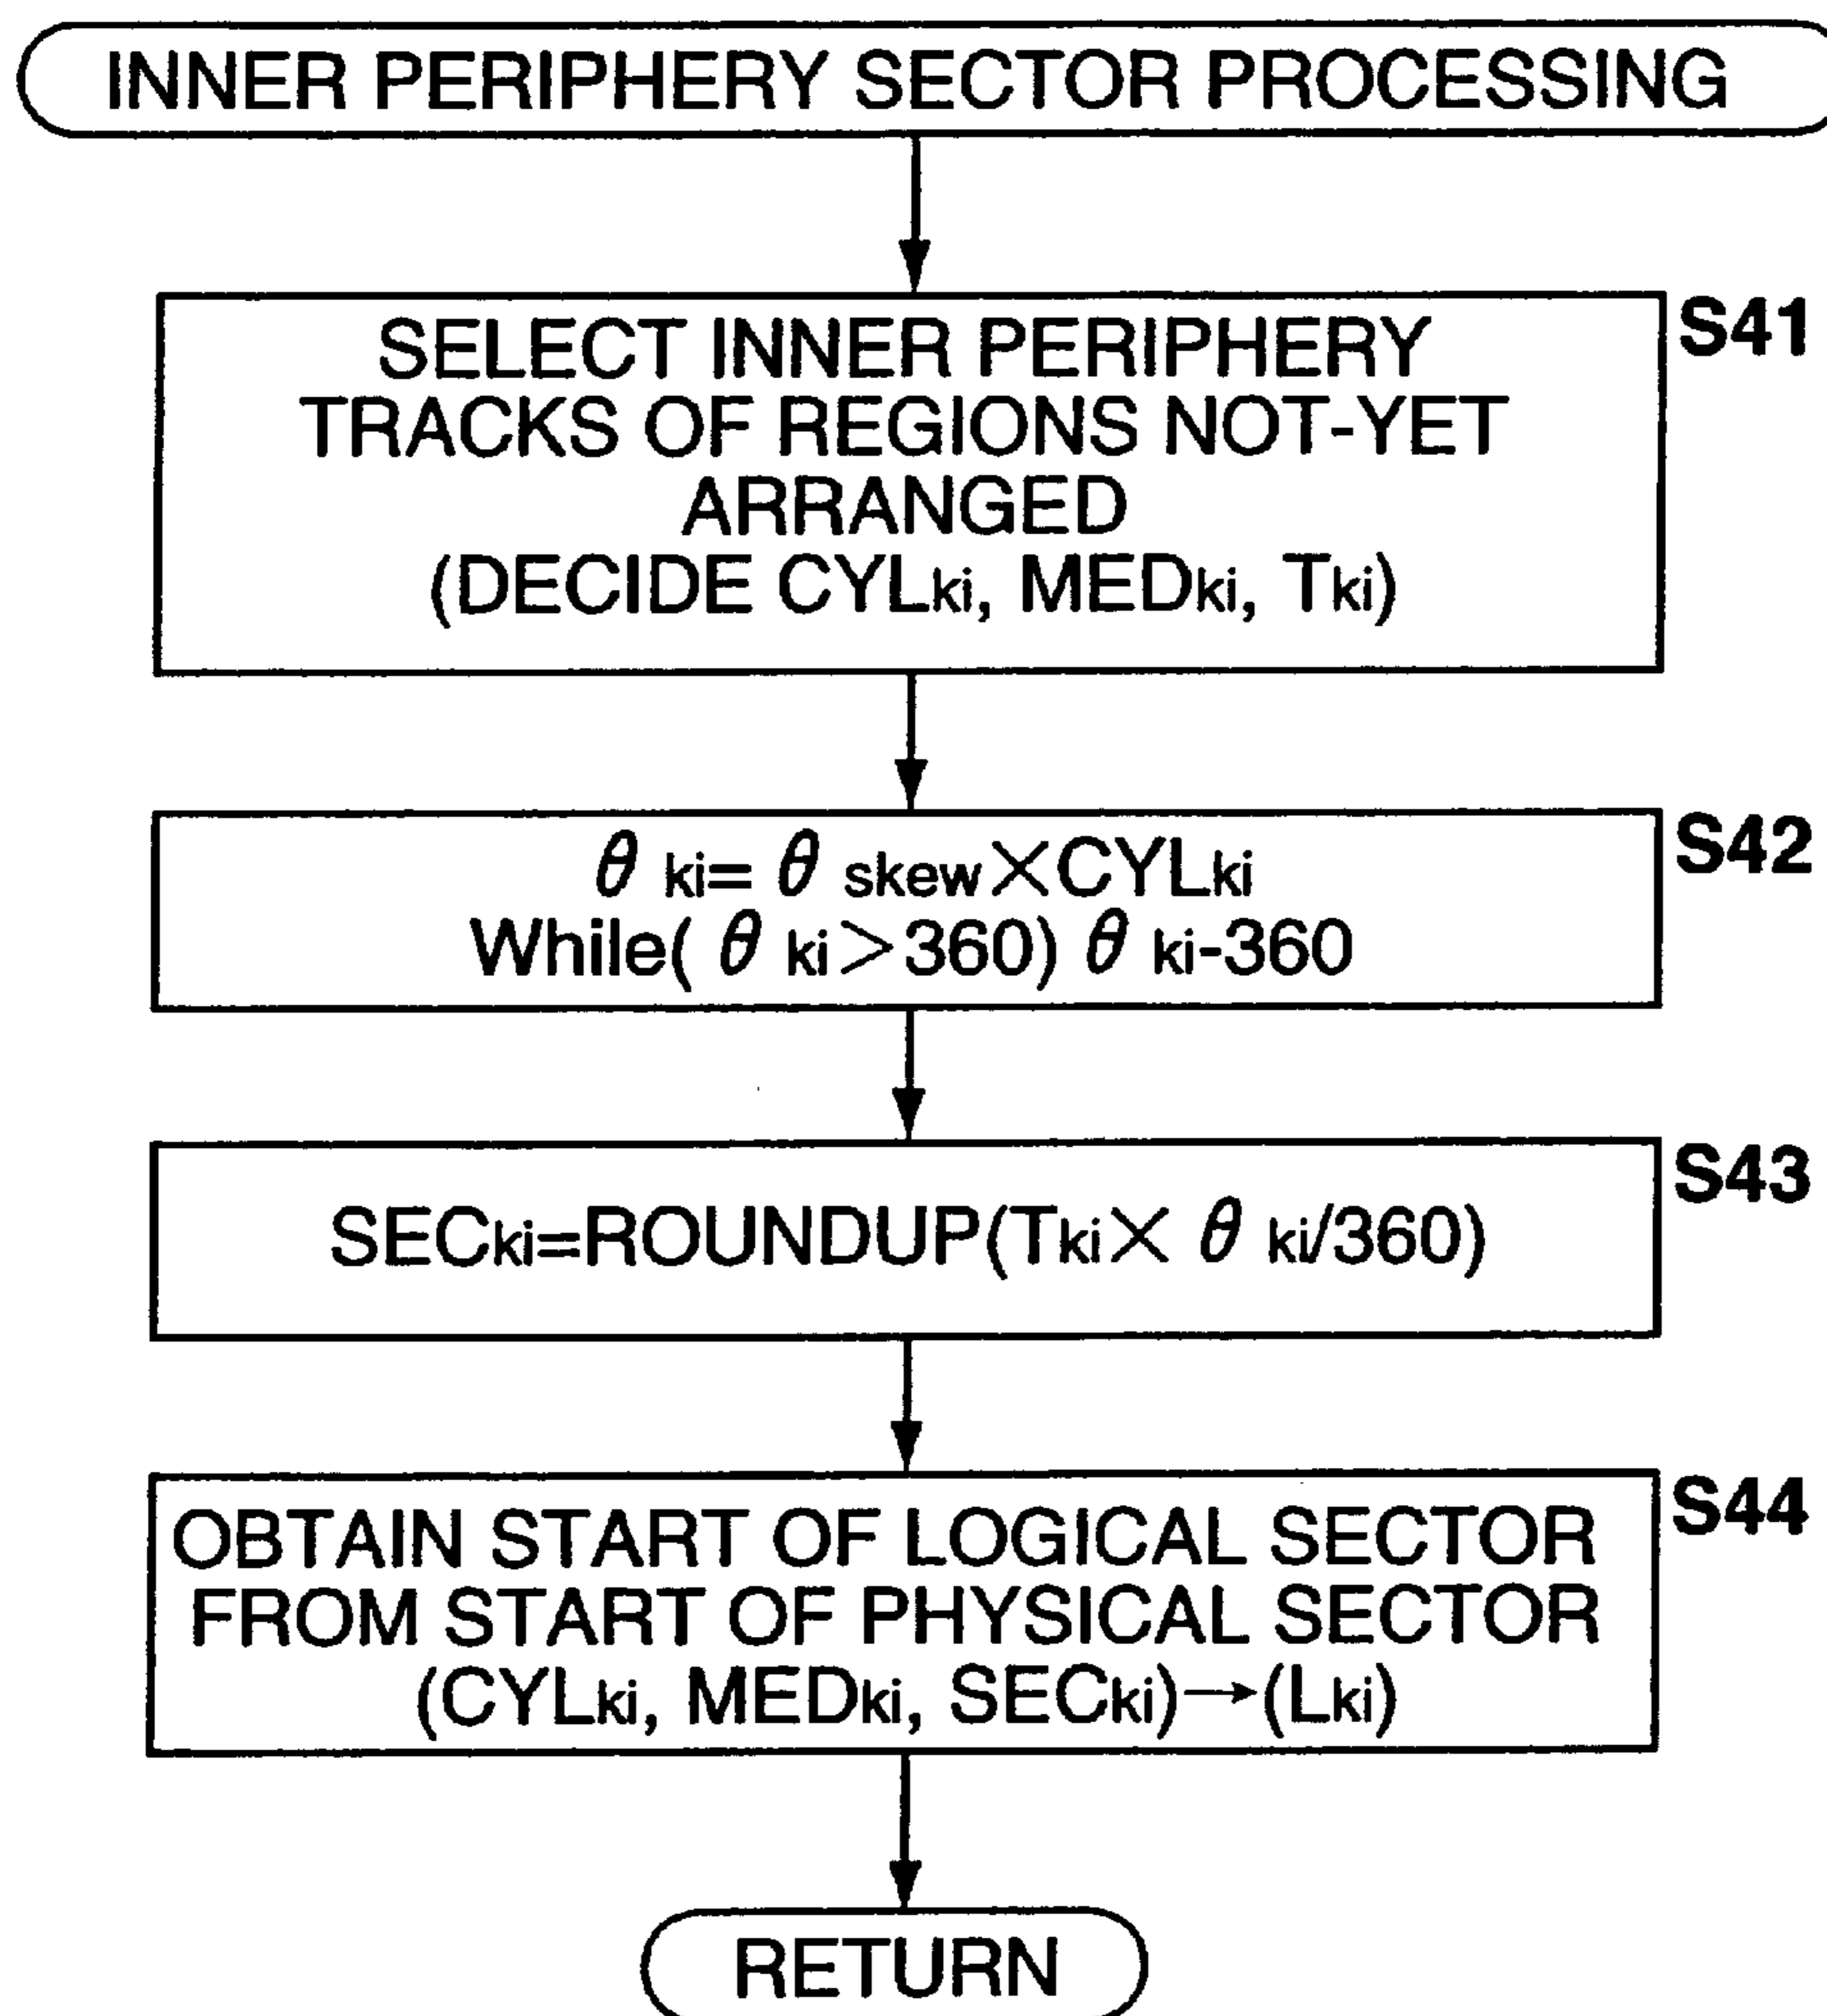 INNER PERIPHERY SECTOR PROCESSING
S41
SELECT INNER PERIPHERY
TRACKS OF REGIONS NOT-YET
ARRANGED
(DECIDE CYLki, MEDki, Tki)
S42
θ ki= θ skew×CYLki
While( θ ki>360) θ ki-360
S43
SECki=ROUNDUP(Tki× θ ki/360)
S44
OBTAIN START OF LOGICAL SECTOR
FROM START OF PHYSICAL SECTOR
(CYLki, MEDki, SECki)→(Lki)
RETURN